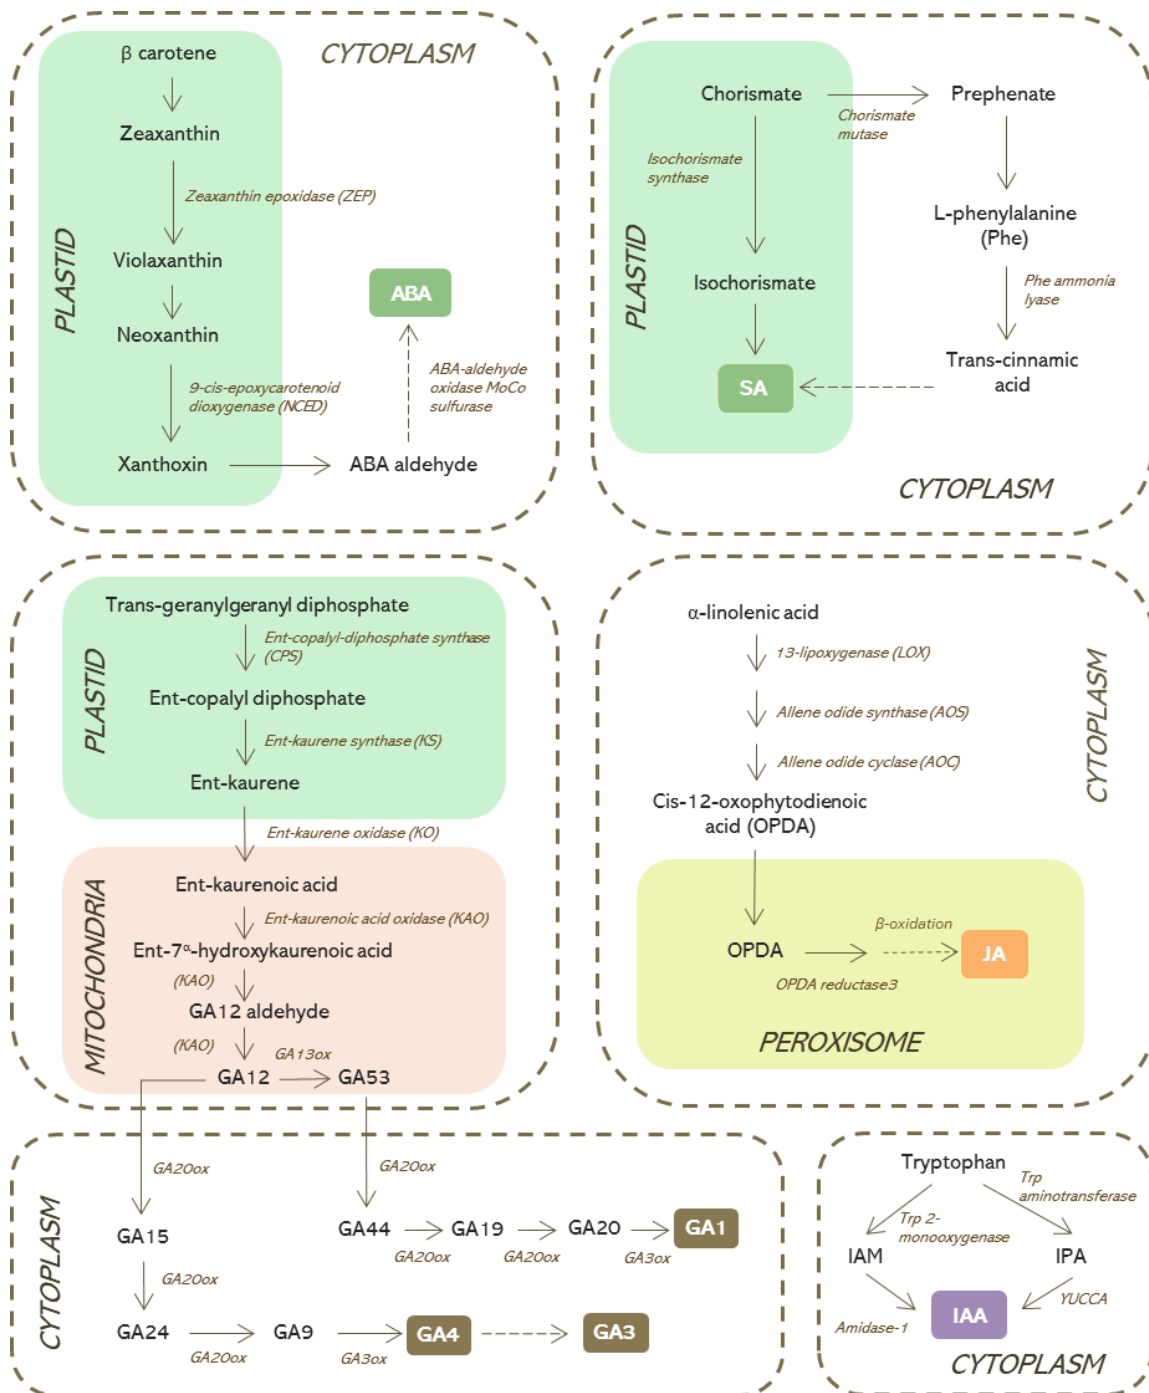 β carotene
CYTOPLASM
Zeaxanthin
Zeaxanthin epoxidase (ZEP)
PLASTID
Violaxanthin
ABA
Neoxanthin
9-cis-epoxycarotenoid
dioxygenase (NCED)
ABA-aldehyde
oxidase MoCo
sulfurase
Xanthoxin
ABA aldehyde
Chorismate
Prephenate
Chorismate
mutase
Isochorismate
synthase
L-phenylalanine
(Phe)
PLASTID
Isochorismate
Phe ammonia
lyase
Trans-cinnamic
acid
SA
CYTOPLASM
Trans-geranylgeranyl diphosphate
Ent-copalyl-diphosphate synthase
(CPS)
PLASTID
Ent-copalyl diphosphate
Ent-kaurene synthase (KS)
Ent-kaurene
Ent-kaurene oxidase (KO)
MITOCHONDRIA
Ent-kaurenoic acid
Ent-kaurenoic acid oxidase (KAO)
Ent-7α-hydroxykaurenoic acid
(KAO)
GA12 aldehyde
(KAO)
GA13ox
GA12
GA53
α-linolenic acid
13-lipoxygenase (LOX)
CYTOPLASM
Allene odide synthase (AOS)
Allene odide cyclase (AOC)
Cis-12-oxophytodienoic
acid (OPDA)
β-oxidation
OPDA
JA
OPDA reductase3
PEROXISOME
CYTOPLASM
GA20ox
GA20ox
GA15
GA44
GA19
GA20
GA1
GA20ox
GA20ox
GA3ox
GA20ox
GA24
GA9
GA4
GA3
GA20ox
GA3ox
Tryptophan
Trp
aminotransferase
Trp 2-
monooxygenase
IAM
IPA
IAA
YUCCA
Amidase-1
CYTOPLASM